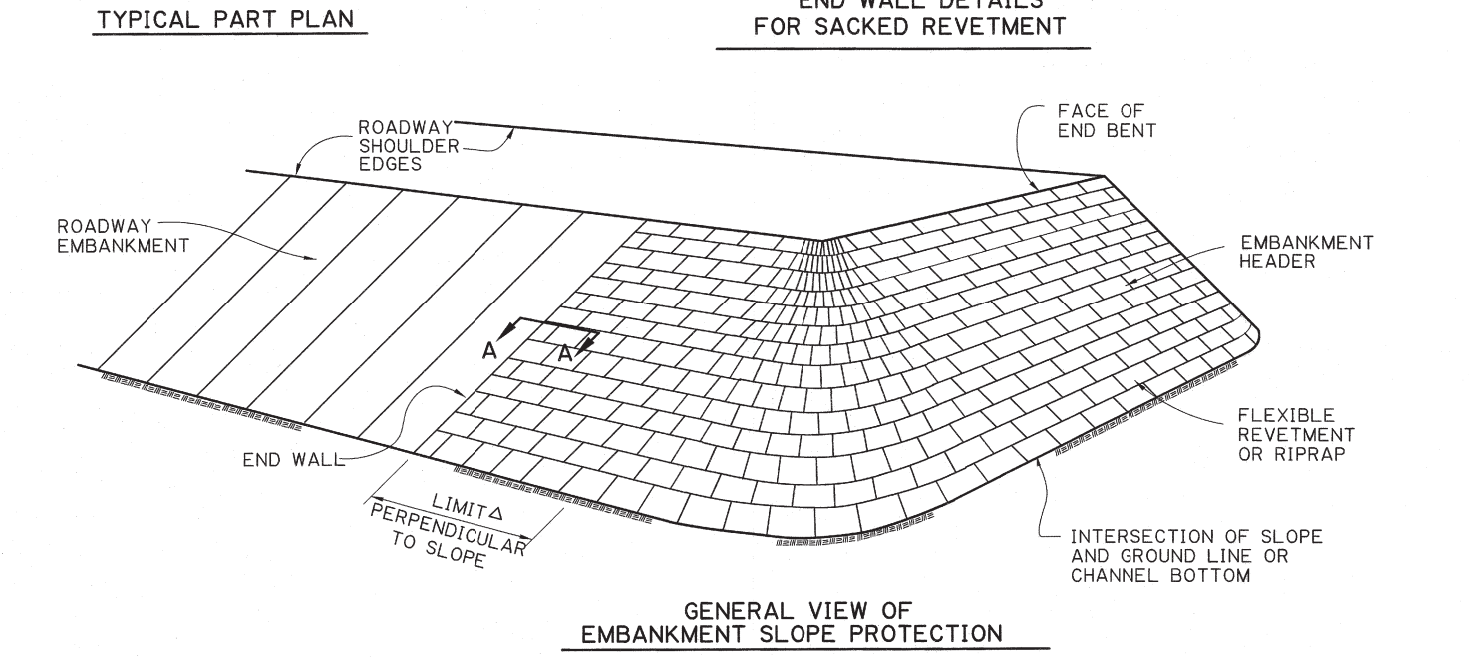 TYPICAL PART PLAN
END WALL DETAILS
FOR SACKED REVETMENT
ROADWAY
SHOULDER
EDGES
FACE OF
END BENT
ROADWAY
EMBANKMENT
EMBANKMENT
HEADER
A
A
FLEXIBLE
REVETMENT
OR RIPRAP
END WALL
LIMIT△
PERPENDICULAR
TO SLOPE
INTERSECTION OF SLOPE
AND GROUND LINE OR
CHANNEL BOTTOM
GENERAL VIEW OF
EMBANKMENT SLOPE PROTECTION